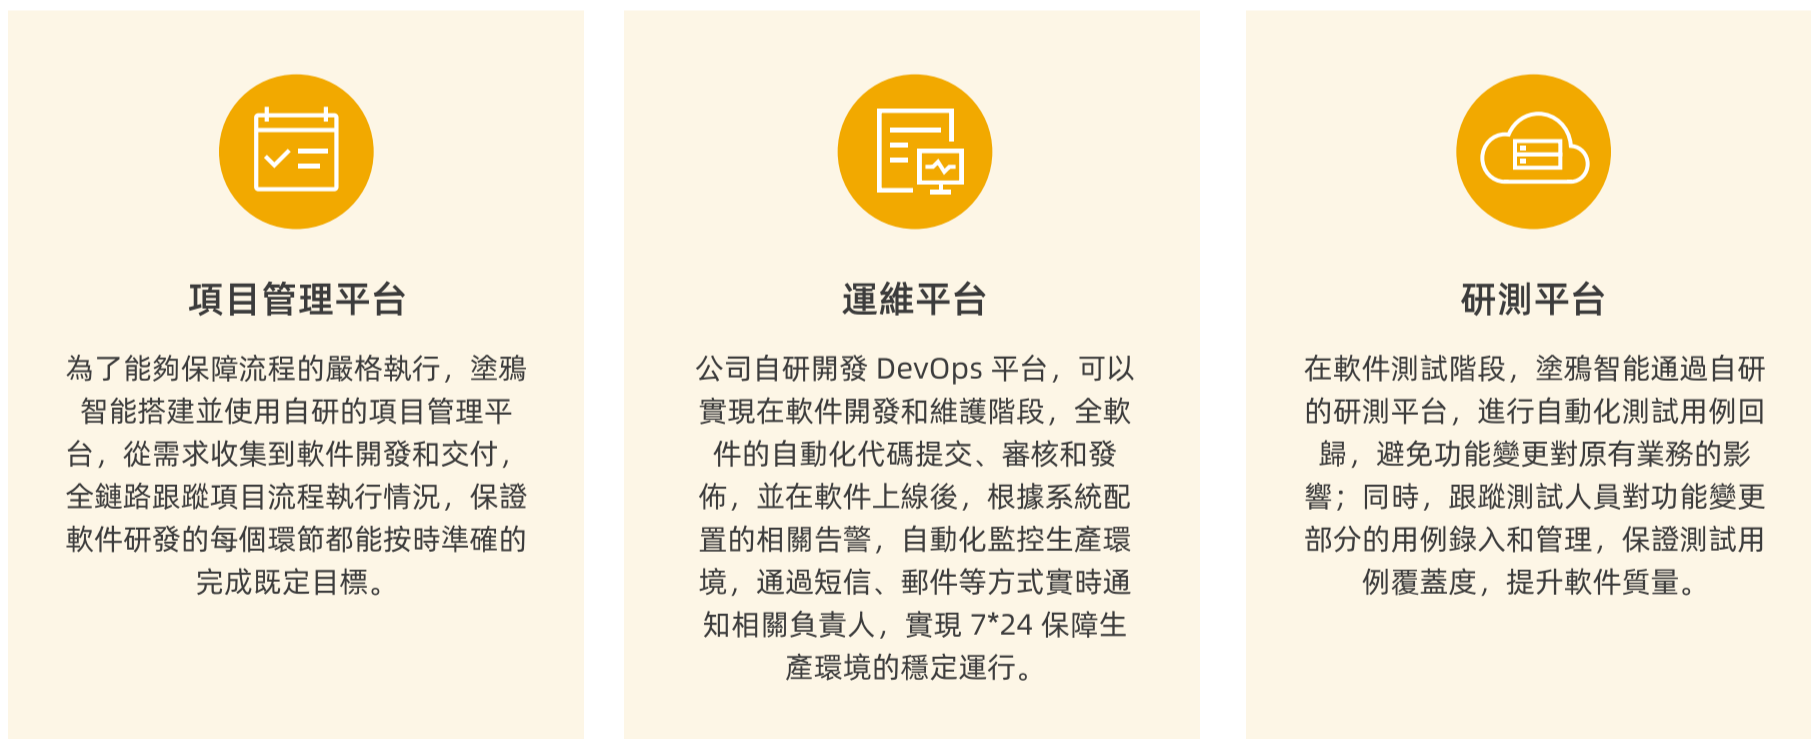 項目管理平台
為了能夠保障流程的嚴格執行，塗鴉
智能搭建並使用自研的項目管理平
台，從需求收集到軟件開發和交付，
全鏈路跟蹤項目流程執行情況，保證
軟件研發的每個環節都能按時準確的
完成既定目標。
運維平台
公司自研開發 DevOps 平台，可以
實現在軟件開發和維護階段，全軟
件的自動化代碼提交、審核和發
佈，並在軟件上線後，根據系統配
置的相關告警，自動化監控生產環
境，通過短信、郵件等方式實時通
知相關負責人，實現 7*24 保障生
產環境的穩定運行。
研測平台
在軟件測試階段，塗鴉智能通過自研
的研測平台，進行自動化測試用例回
歸，避免功能變更對原有業務的影
響；同時，跟蹤測試人員對功能變更
部分的用例錄入和管理，保證測試用
例覆蓋度，提升軟件質量。